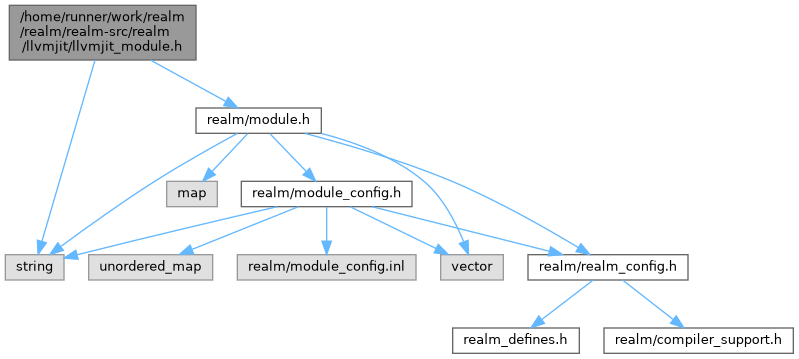 /home/runner/work/realm
/realm/realm-src/realm
/llvmjit/llvmjit_module.h
realm/module.h
map
realm/module_config.h
string
unordered_map
realm/module_config.inl
vector
realm/realm_config.h
realm_defines.h
realm/compiler_support.h